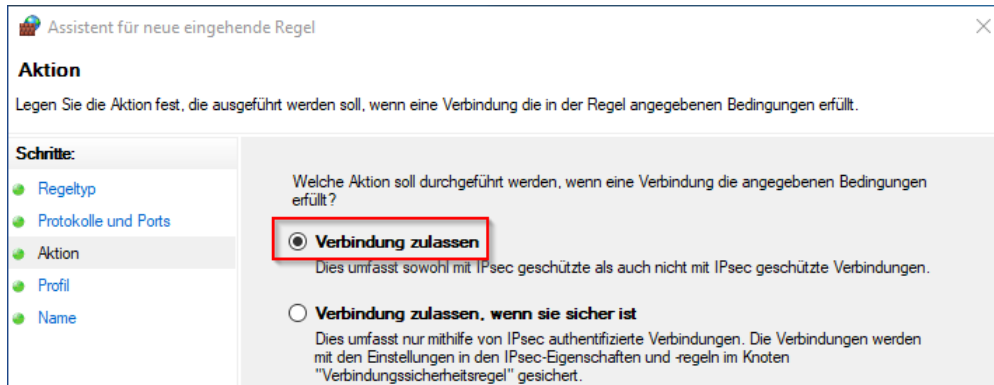 Assistent für neue eingehende Regel
Aktion
Legen Sie die Aktion fest, die ausgeführt werden soll, wenn eine Verbindung die in der Regel angegebenen Bedingungen erfüllt.
Schritte:
Regeltyp
Protokolle und Ports
Aktion
Profil
Name
Welche Aktion soll durchgeführt werden, wenn eine Verbindung die angegebenen Bedingungen
erfüllt?
Verbindung zulassen
Dies umfasst sowohl mit IPsec geschützte als auch nicht mit IPsec geschützte Verbindungen.
Verbindung zulassen, wenn sie sicher ist
Dies umfasst nur mithilfe von IPsec authentifizierte Verbindungen. Die Verbindungen werden
mit den Einstellungen in den IPsec-Eigenschaften und -regeln im Knoten
"Verbindungssicherheitsregel" gesichert.